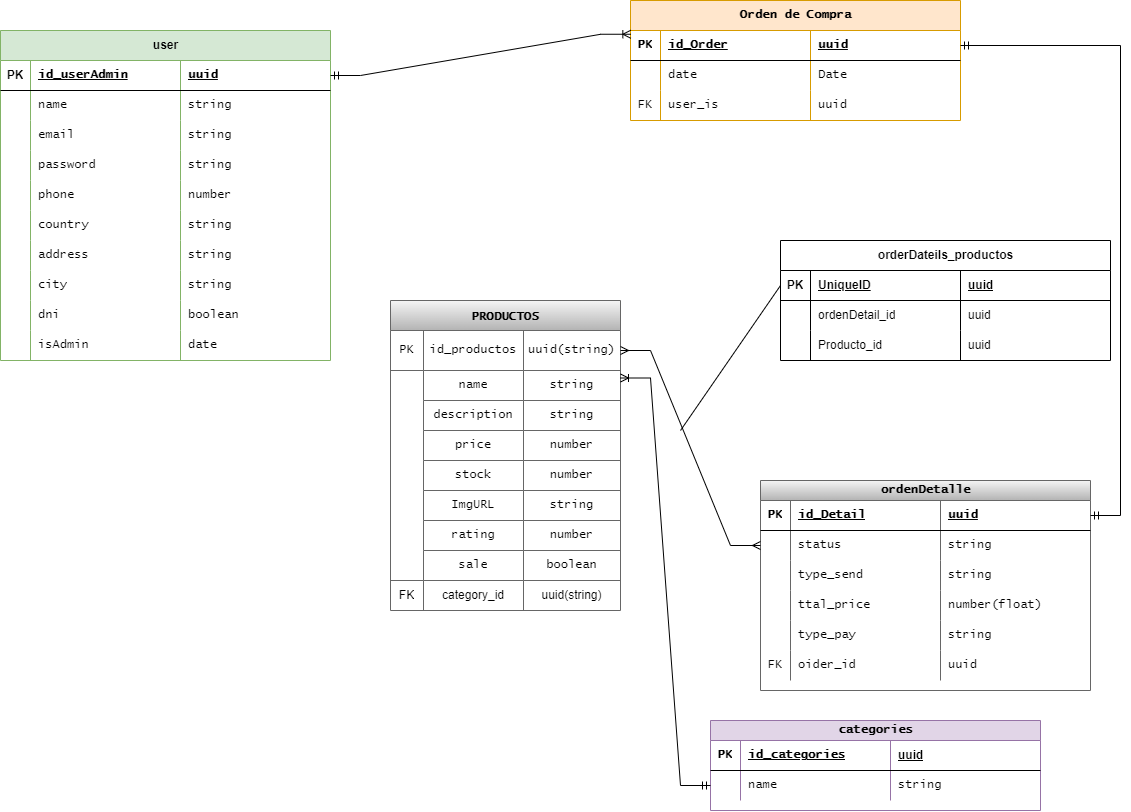 user
PK id_userAdmin uuid
name string
email string
password string
phone number
country string
address string
city string
dni boolean
isAdmin date
Orden de Compra
PK id_Order uuid
date Date
FK user_is uuid
orderDateils_productos
PK UniqueID uuid
ordenDetail_id uuid
Producto_id uuid
PRODUCTOS
PK id_productos uuid(string)
name string
description string
price number
stock number
ImgURL string
rating number
sale boolean
FK category_id uuid(string)
ordenDetalle
PK id_Detail uuid
status string
type_send string
ttal_price number(float)
type_pay string
FK oider_id uuid
categories
PK id_categories uuid
name string